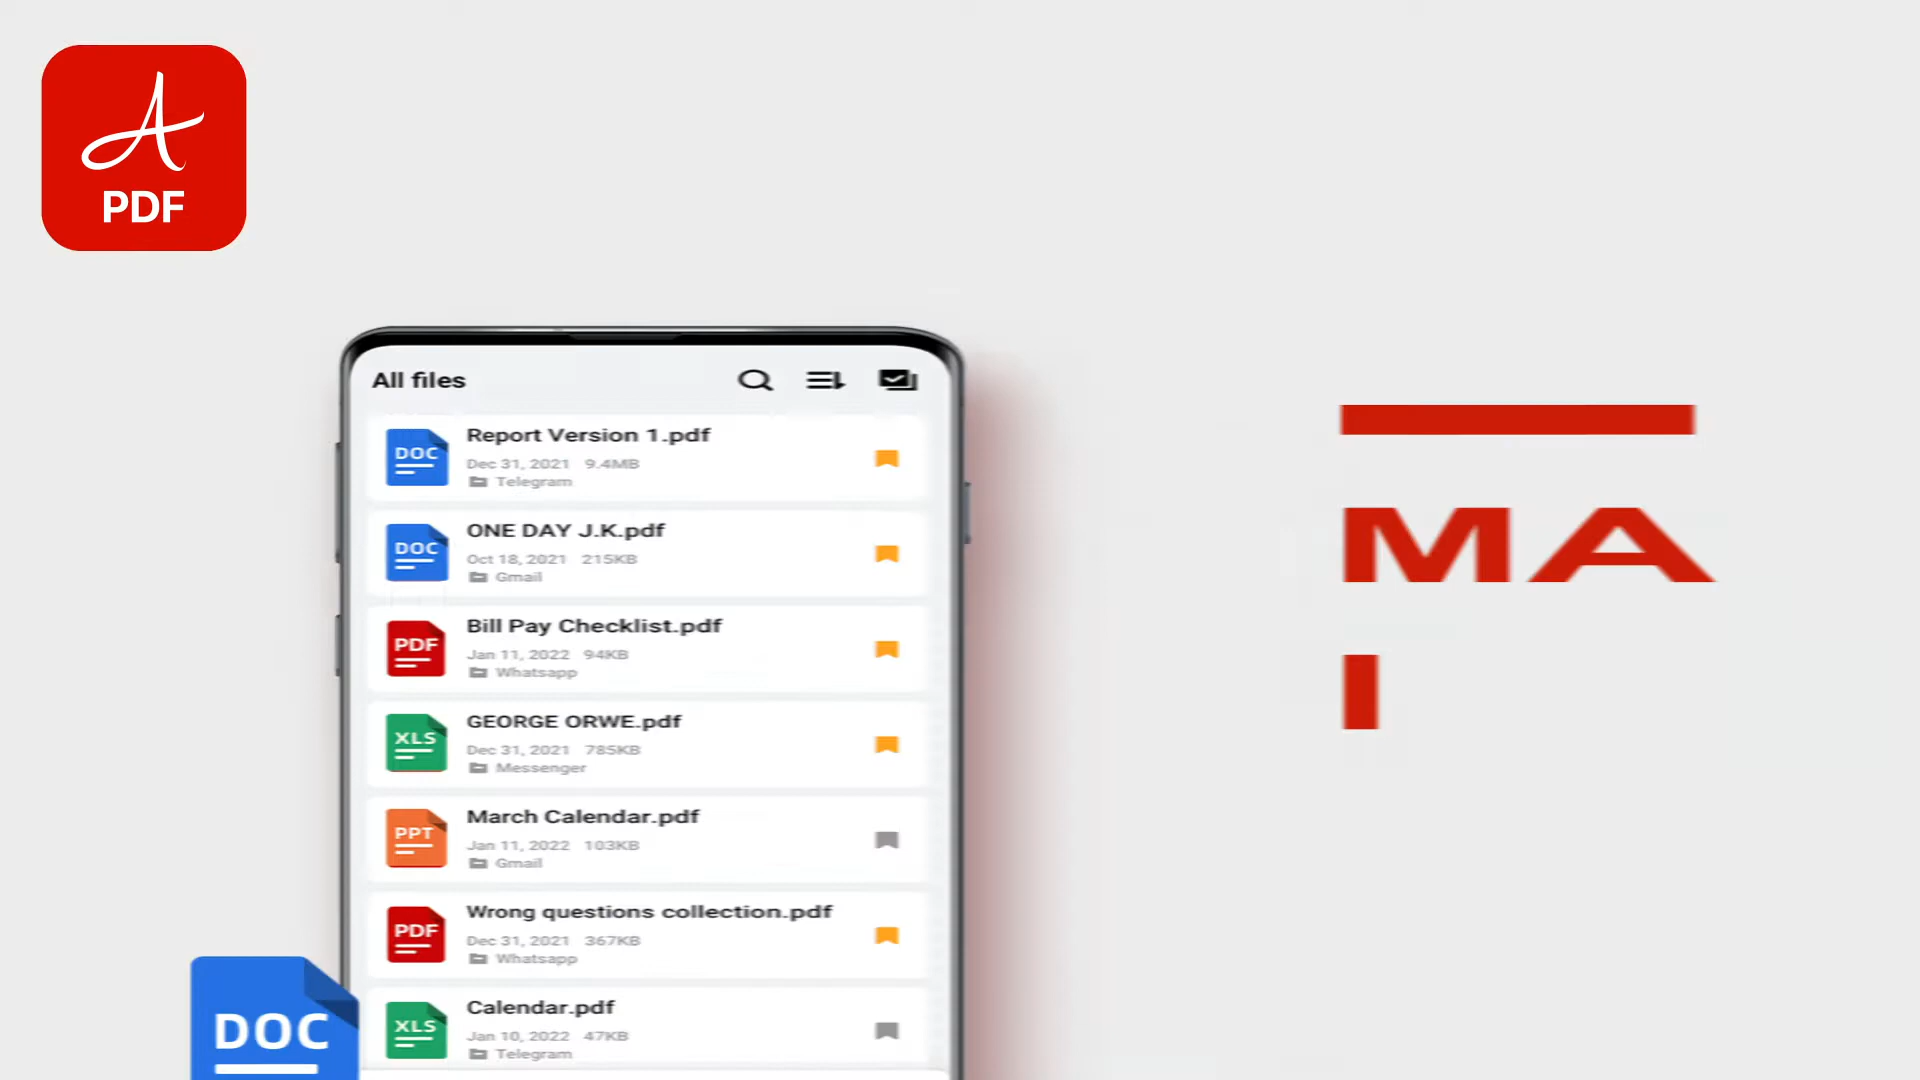 A
PDF
All files
DOC
Report Version 1.pdf
Dec 31, 2021 9.4MB
Telegram
DOC
ONE DAY J.K.pdf
Oct 18, 2021 215KB
Gmail
PDF
Bill Pay Checklist.pdf
Jan 11, 2022 94KB
Whatsapp
XLS
GEORGE ORWE.pdf
Dec 31, 2021 785KB
Messenger
PPT
March Calendar.pdf
Jan 11, 2022 103KB
Gmail
PDF
Wrong questions collection.pdf
Dec 31, 2021 367KB
Whatsapp
XLS
Calendar.pdf
Jan 10, 2022 47KB
Telegram
DOC
MA
I